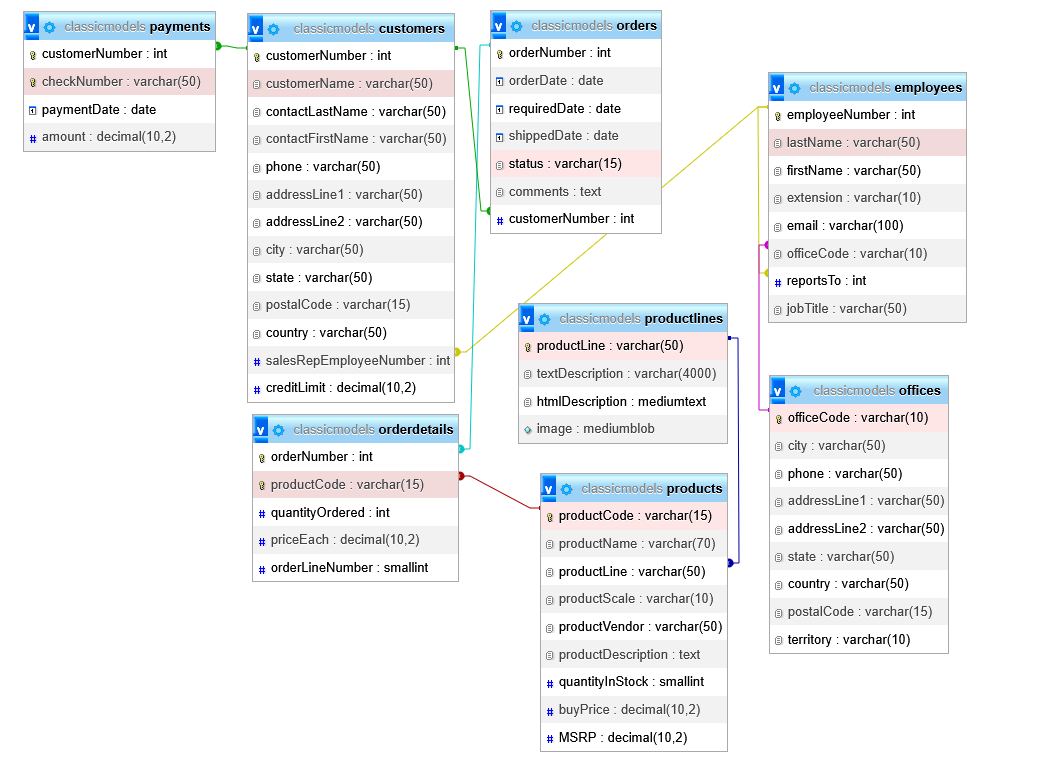 v classicmodels payments
customerNumber : int
checkNumber : varchar(50)
paymentDate : date
# amount : decimal(10,2)
v classicmodels customers
customerNumber : int
customerName : varchar(50)
contactLastName : varchar(50)
contactFirstName : varchar(50)
phone : varchar(50)
addressLine1 : varchar(50)
addressLine2 : varchar(50)
city : varchar(50)
state : varchar(50)
postalCode : varchar(15)
country : varchar(50)
# salesRepEmployeeNumber : int
# creditLimit : decimal(10,2)
v classicmodels orders
orderNumber : int
orderDate : date
requiredDate : date
shippedDate : date
status : varchar(15)
comments : text
# customerNumber : int
v classicmodels employees
employeeNumber : int
lastName : varchar(50)
firstName : varchar(50)
extension : varchar(10)
email : varchar(100)
officeCode : varchar(10)
# reportsTo : int
jobTitle : varchar(50)
v classicmodels productlines
productLine : varchar(50)
textDescription : varchar(4000)
htmlDescription : mediumtext
image : mediumblob
v classicmodels offices
officeCode : varchar(10)
city : varchar(50)
phone : varchar(50)
addressLine1 : varchar(50)
addressLine2 : varchar(50)
state : varchar(50)
country : varchar(50)
postalCode : varchar(15)
territory : varchar(10)
v classicmodels orderdetails
orderNumber : int
productCode : varchar(15)
# quantityOrdered : int
# priceEach : decimal(10,2)
# orderLineNumber : smallint
v classicmodels products
productCode : varchar(15)
productName : varchar(70)
productLine : varchar(50)
productScale : varchar(10)
productVendor : varchar(50)
productDescription : text
# quantityInStock : smallint
# buyPrice : decimal(10,2)
# MSRP : decimal(10,2)